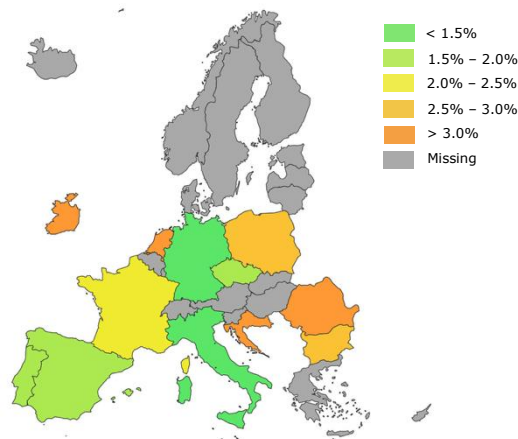 < 1.5%
1.5% – 2.0%
2.0% – 2.5%
2.5% – 3.0%
> 3.0%
Missing